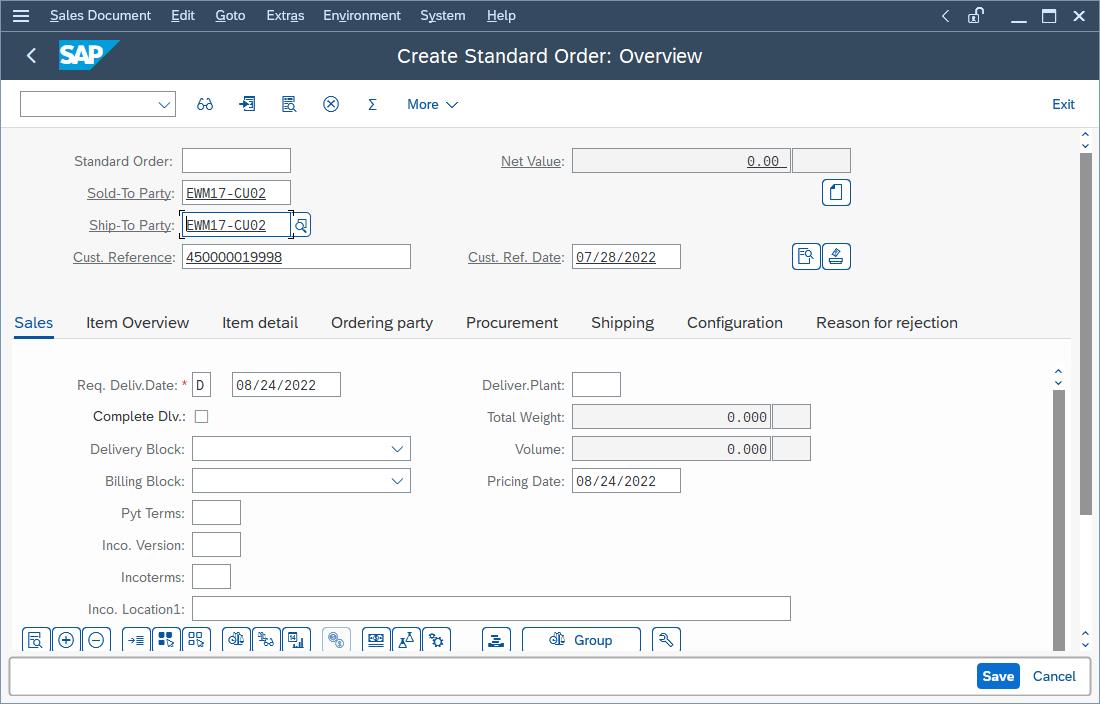 Sales Document Edit Goto Extras Environment System Help
SAP Create Standard Order: Overview
More Exit
Standard Order: Net Value: 0.00
Sold-To Party: EWM17-CU02
Ship-To Party: EWM17-CU02
Cust. Reference: 450000019998 Cust. Ref. Date: 07/28/2022
Sales Item Overview Item detail Ordering party Procurement Shipping Configuration Reason for rejection
Req. Deliv.Date: * D 08/24/2022 Deliver.Plant:
Complete Dlv.: Total Weight: 0.000
Delivery Block: Volume: 0.000
Billing Block: Pricing Date: 08/24/2022
Pyt Terms:
Inco. Version:
Incoterms:
Inco. Location1:
Group
Save Cancel